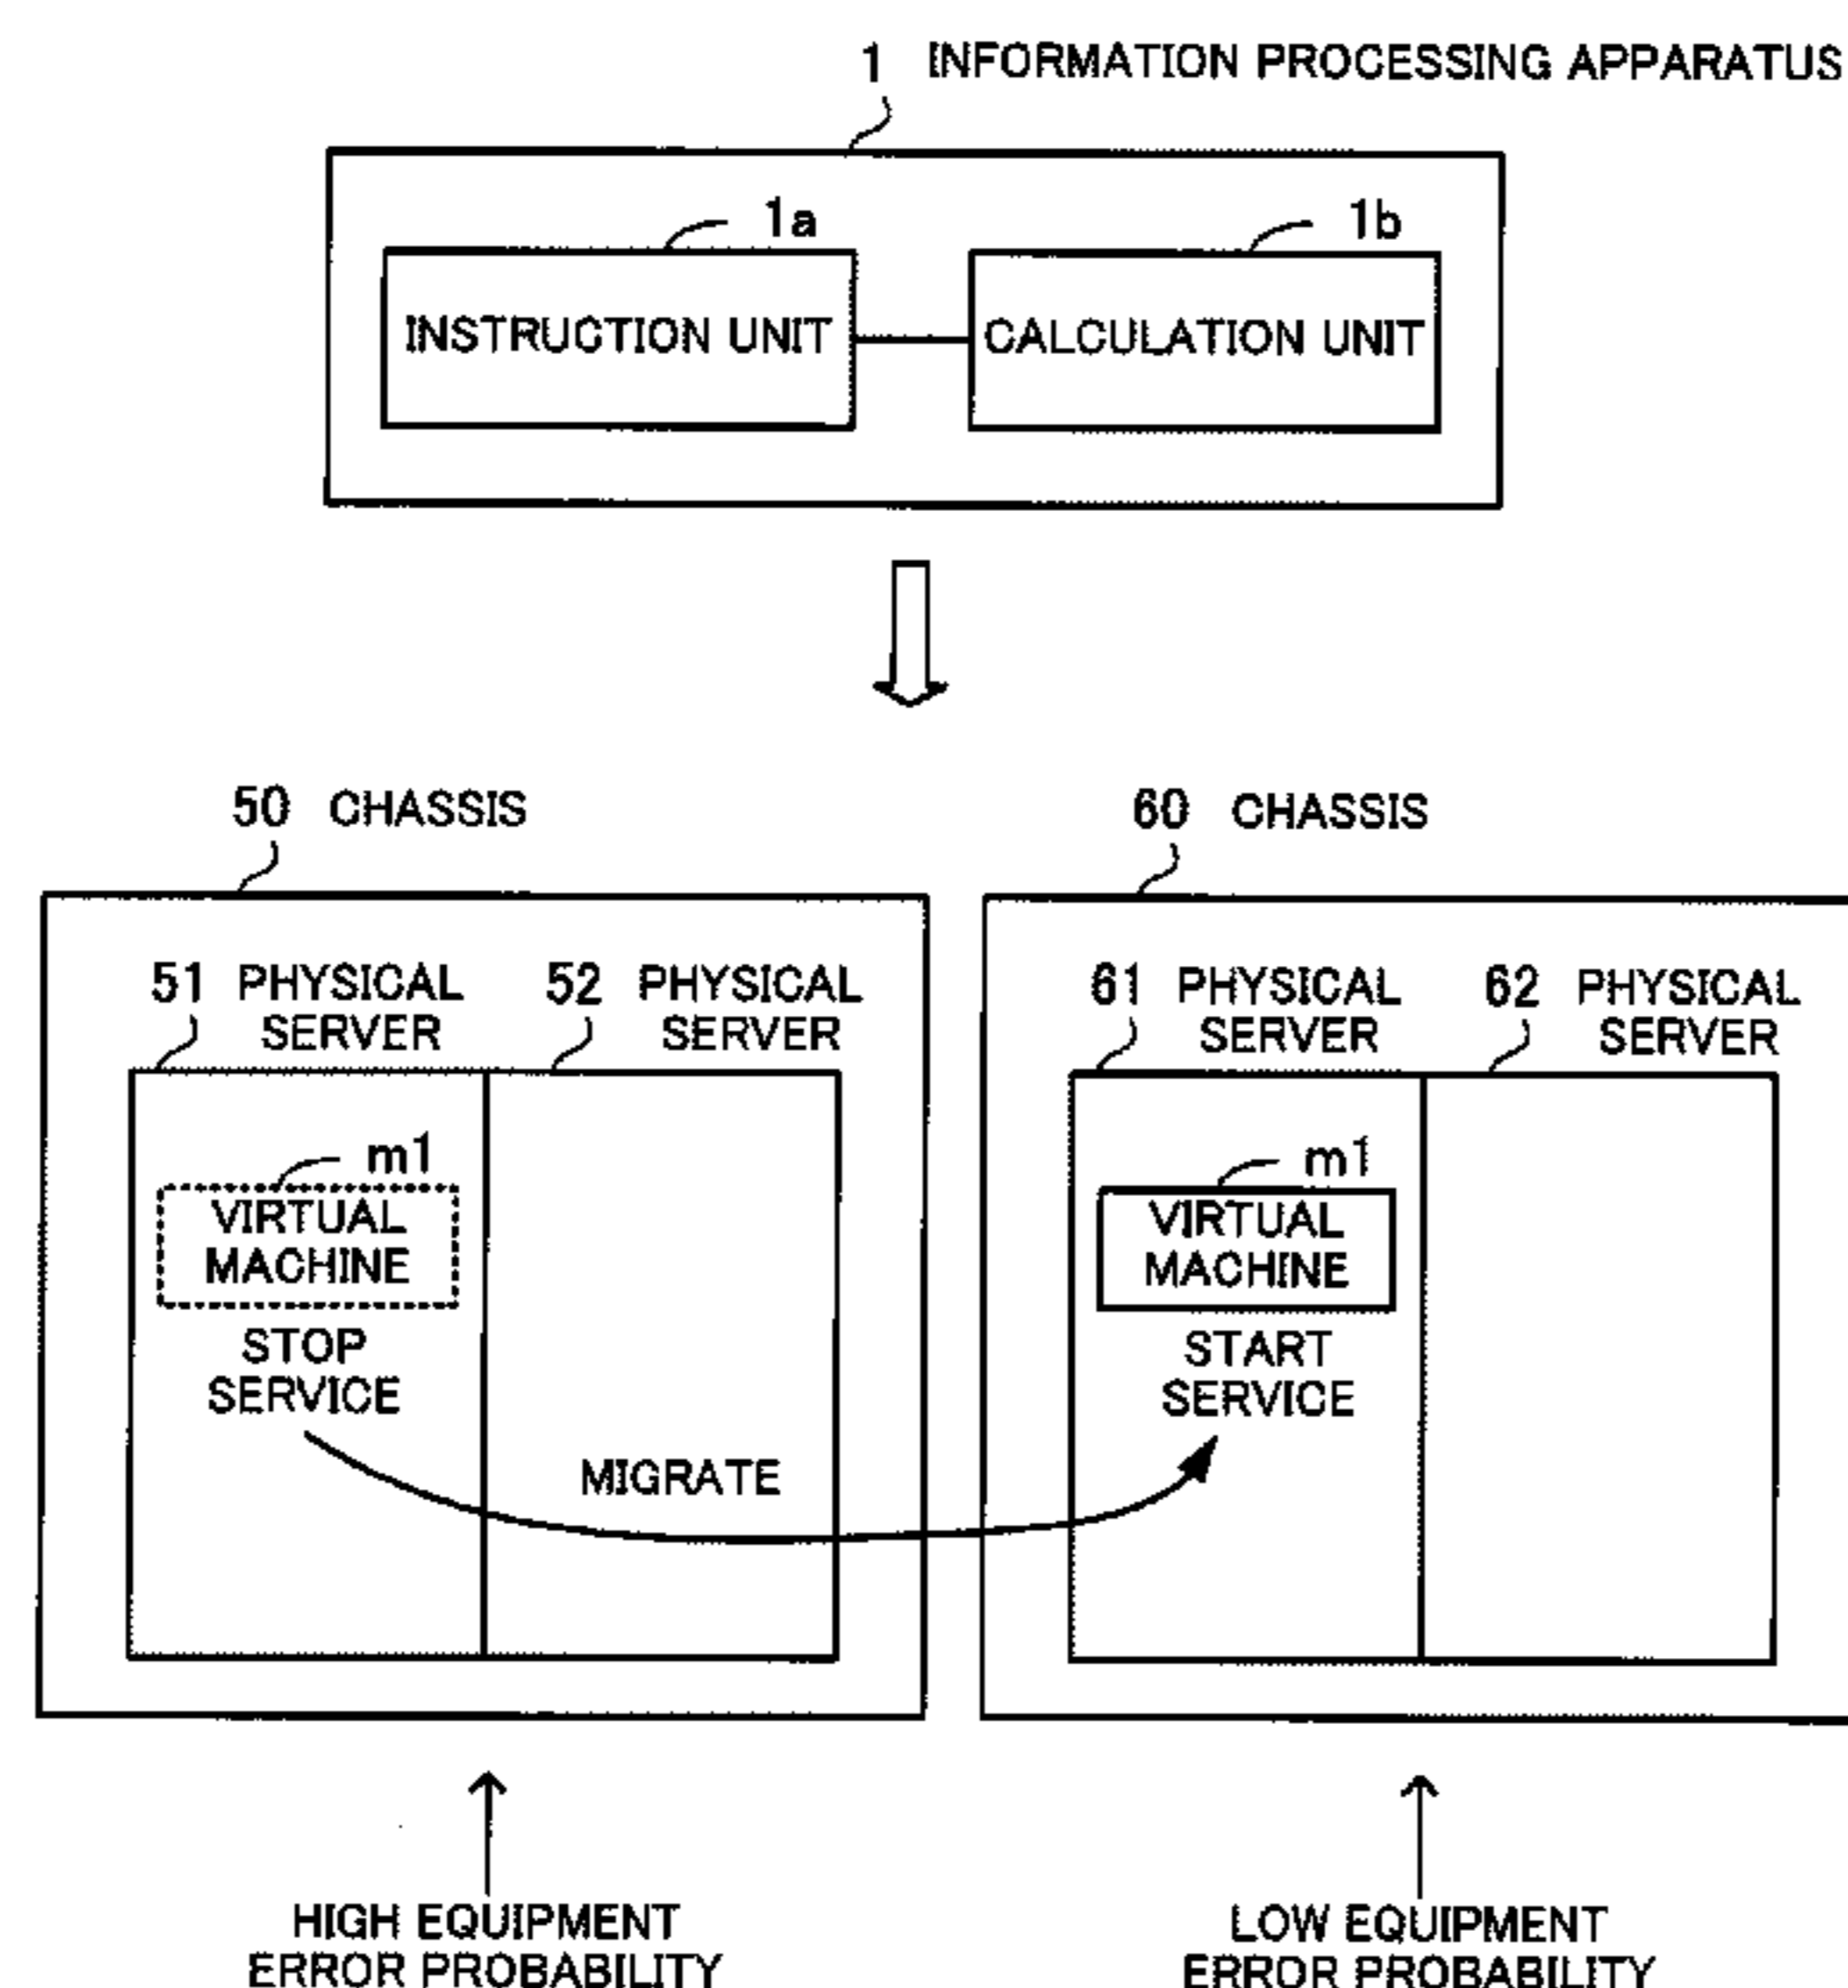 1 INFORMATION PROCESSING APPARATUS
1a
1b
INSTRUCTION UNIT
CALCULATION UNIT
50 CHASSIS
60 CHASSIS
51 PHYSICAL SERVER
52 PHYSICAL SERVER
61 PHYSICAL SERVER
62 PHYSICAL SERVER
m1
VIRTUAL
MACHINE
STOP
SERVICE
MIGRATE
m1
VIRTUAL
MACHINE
START
SERVICE
HIGH EQUIPMENT
ERROR PROBABILITY
LOW EQUIPMENT
ERROR PROBABILITY